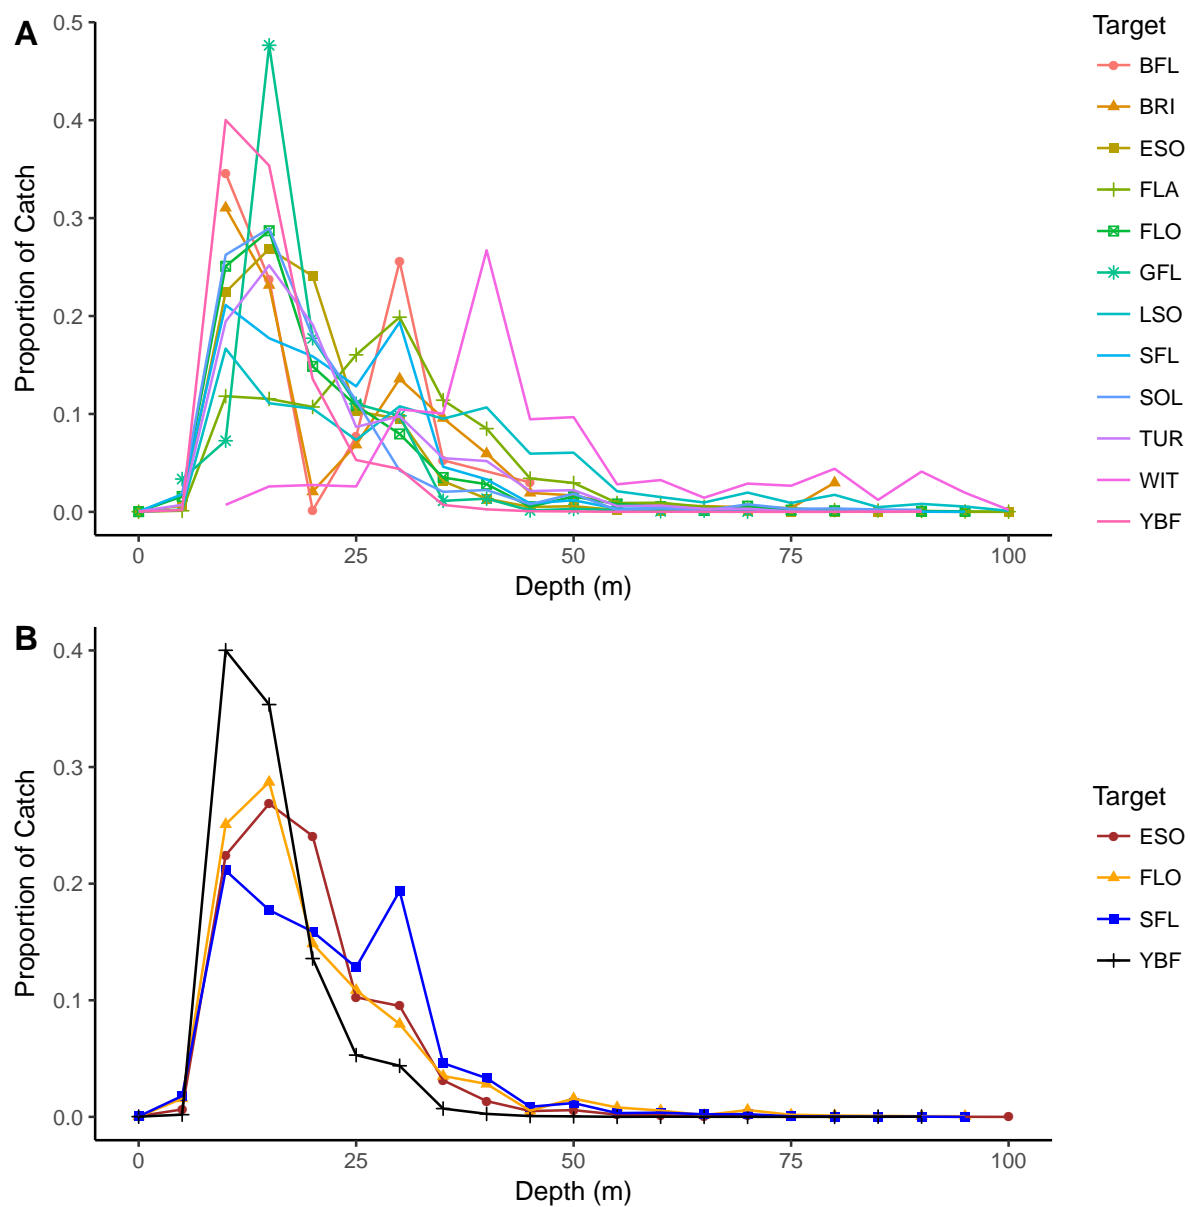 A
0.5
0.4
0.3
0.2
0.1
0.0
Proportion of Catch
0 25 50 75 100
Depth (m)
Target
BFL
BRI
ESO
FLA
FLO
GFL
LSO
SFL
SOL
TUR
WIT
YBF
B
0.4
0.3
0.2
0.1
0.0
Proportion of Catch
0 25 50 75 100
Depth (m)
Target
ESO
FLO
SFL
YBF